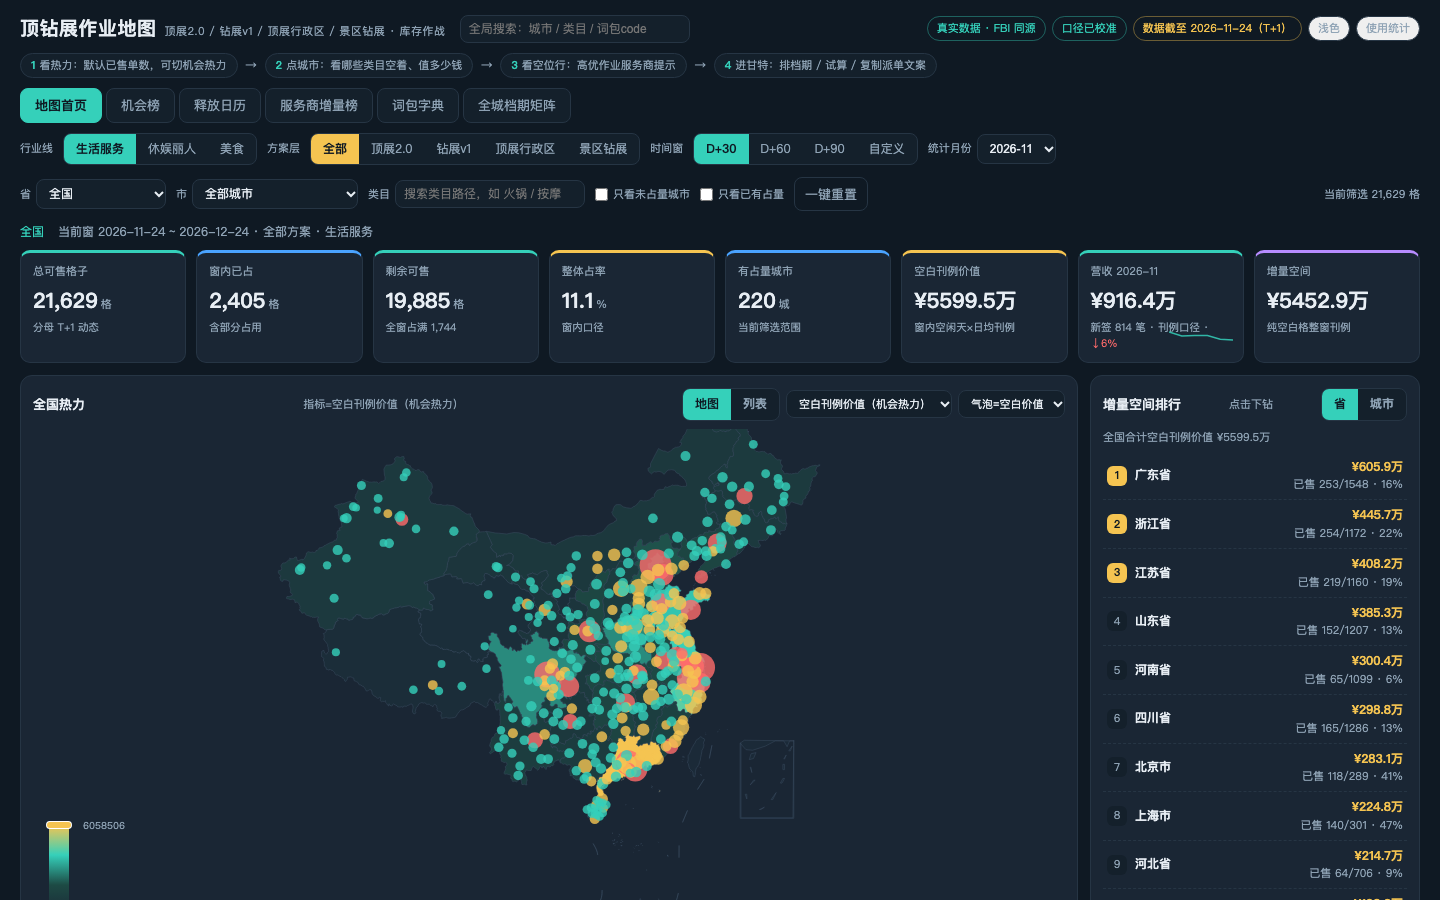 顶钻展作业地图 顶展2.0 / 钻展v1 / 顶展行政区 / 景区钻展 · 库存作战 全局搜索：城市 / 类目 / 词包code 真实数据 · FBI 同源 口径已校准 数据截至 2026-11-24（T+1） 浅色 使用统计
1 看热力：默认已售单数，可切机会热力 → 2 点城市：看哪些类目空着、值多少钱 → 3 看空位行：高优作业服务商提示 → 4 进甘特：排档期 / 试算 / 复制派单文案
地图首页 机会榜 释放日历 服务商增量榜 词包字典 全城档期矩阵
行业线 生活服务 休娱丽人 美食 方案层 全部 顶展2.0 钻展v1 顶展行政区 景区钻展 时间窗 D+30 D+60 D+90 自定义 统计月份 2026-11
省 全国 市 全部城市 类目 搜索类目路径，如 火锅 / 按摩 只看未占量城市 只看已有占量 一键重置 当前筛选 21,629 格
全国 当前窗 2026-11-24 ~ 2026-12-24 · 全部方案 · 生活服务
总可售格子
21,629 格
分母 T+1 动态
窗内已占
2,405 格
含部分占用
剩余可售
19,885 格
全窗占满 1,744
整体占率
11.1 %
窗内口径
有占量城市
220 城
当前筛选范围
空白刊例价值
¥5599.5万
窗内空闲天×日均刊例
营收 2026-11
¥916.4万
新签 814 笔 · 刊例口径 ·
↓6%
增量空间
¥5452.9万
纯空白格整窗刊例
全国热力 指标=空白刊例价值（机会热力） 地图 列表 空白刊例价值（机会热力） 气泡=空白价值
6058506
增量空间排行 点击下钻 省 城市
全国合计空白刊例价值 ¥5599.5万
1 广东省 ¥605.9万
已售 253/1548 · 16%
2 浙江省 ¥445.7万
已售 254/1172 · 22%
3 江苏省 ¥408.2万
已售 219/1160 · 19%
4 山东省 ¥385.3万
已售 152/1207 · 13%
5 河南省 ¥300.4万
已售 65/1099 · 6%
6 四川省 ¥298.8万
已售 165/1286 · 13%
7 北京市 ¥283.1万
已售 118/289 · 41%
8 上海市 ¥224.8万
已售 140/301 · 47%
9 河北省 ¥214.7万
已售 64/706 · 9%